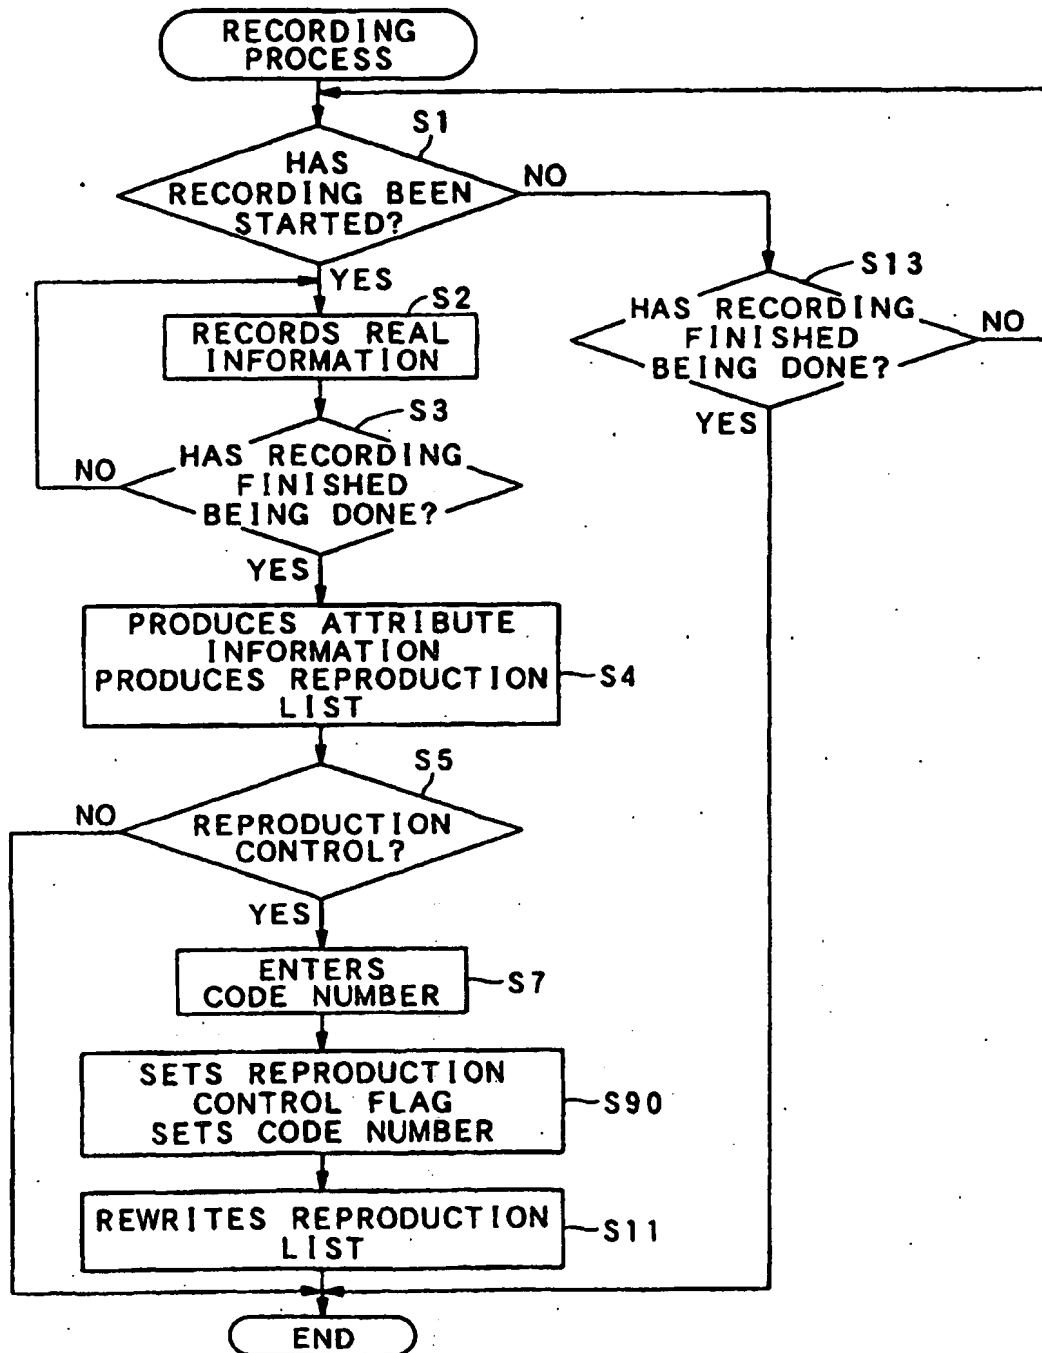 RECORDING
PROCESS
S1
HAS
RECORDING BEEN
STARTED?
NO
YES
S13
HAS RECORDING
FINISHED
BEING DONE?
NO
YES
S2
RECORDS REAL
INFORMATION
S3
HAS RECORDING
FINISHED
BEING DONE?
NO
YES
PRODUCES ATTRIBUTE
INFORMATION
PRODUCES REPRODUCTION
LIST
S4
S5
REPRODUCTION
CONTROL?
NO
YES
ENTERS
CODE NUMBER
S7
SETS REPRODUCTION
CONTROL FLAG
SETS CODE NUMBER
S90
REWRITES REPRODUCTION
LIST
S11
END